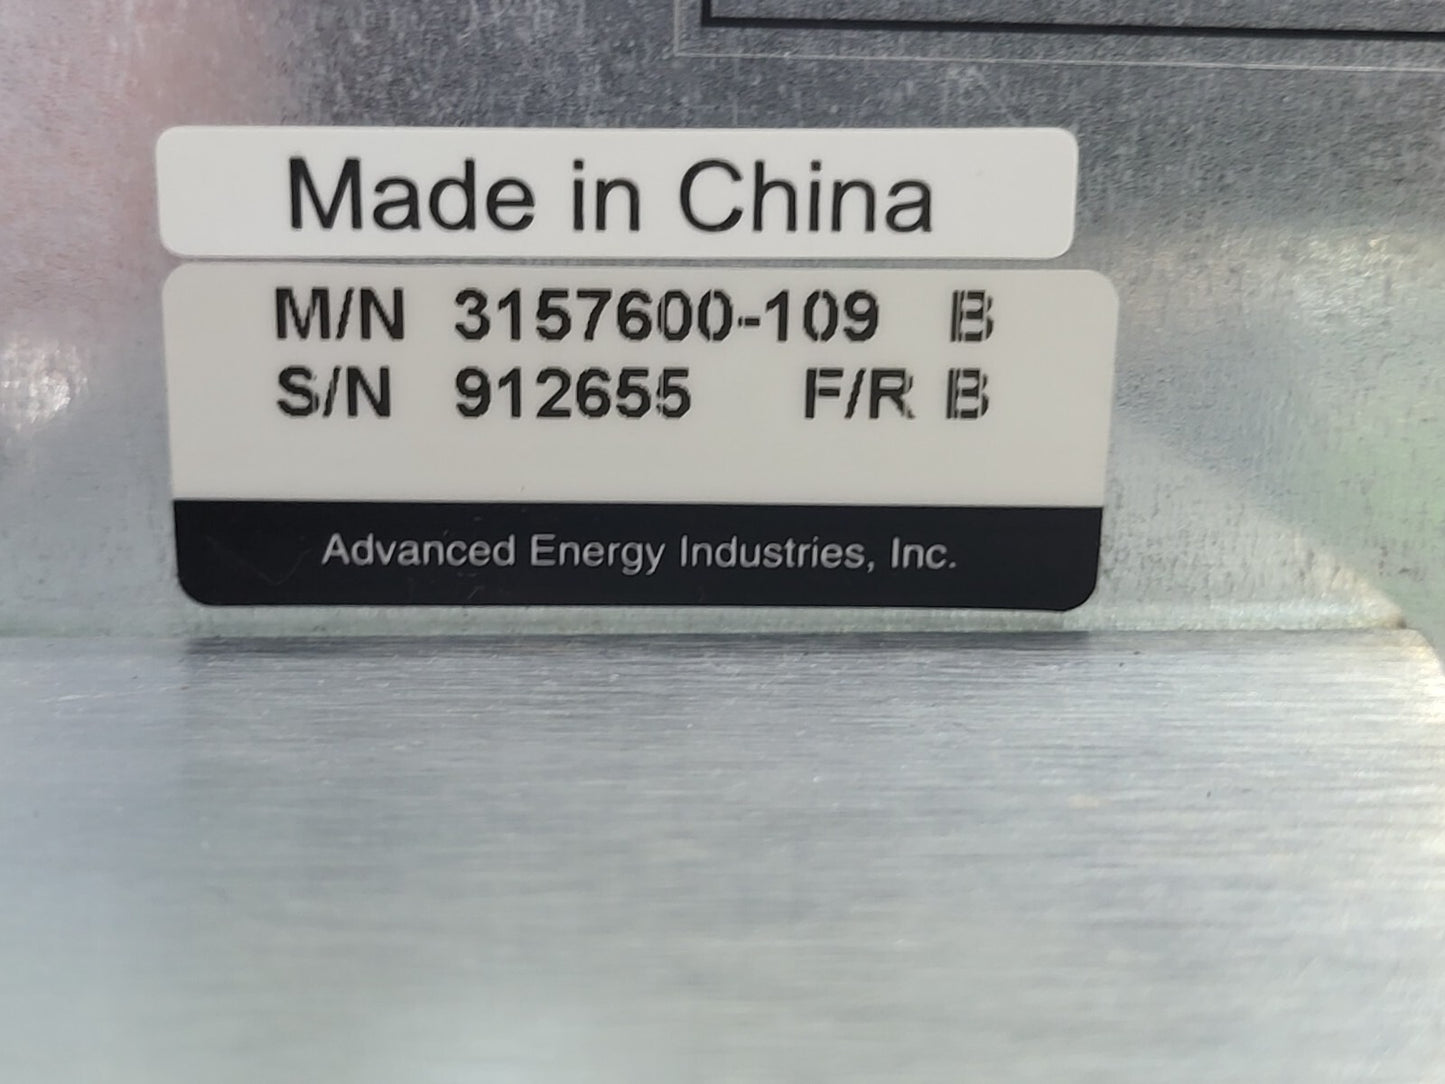 Made in China
M/N 3157600-109 B
S/N 912655 F/R B
Advanced Energy Industries, Inc.